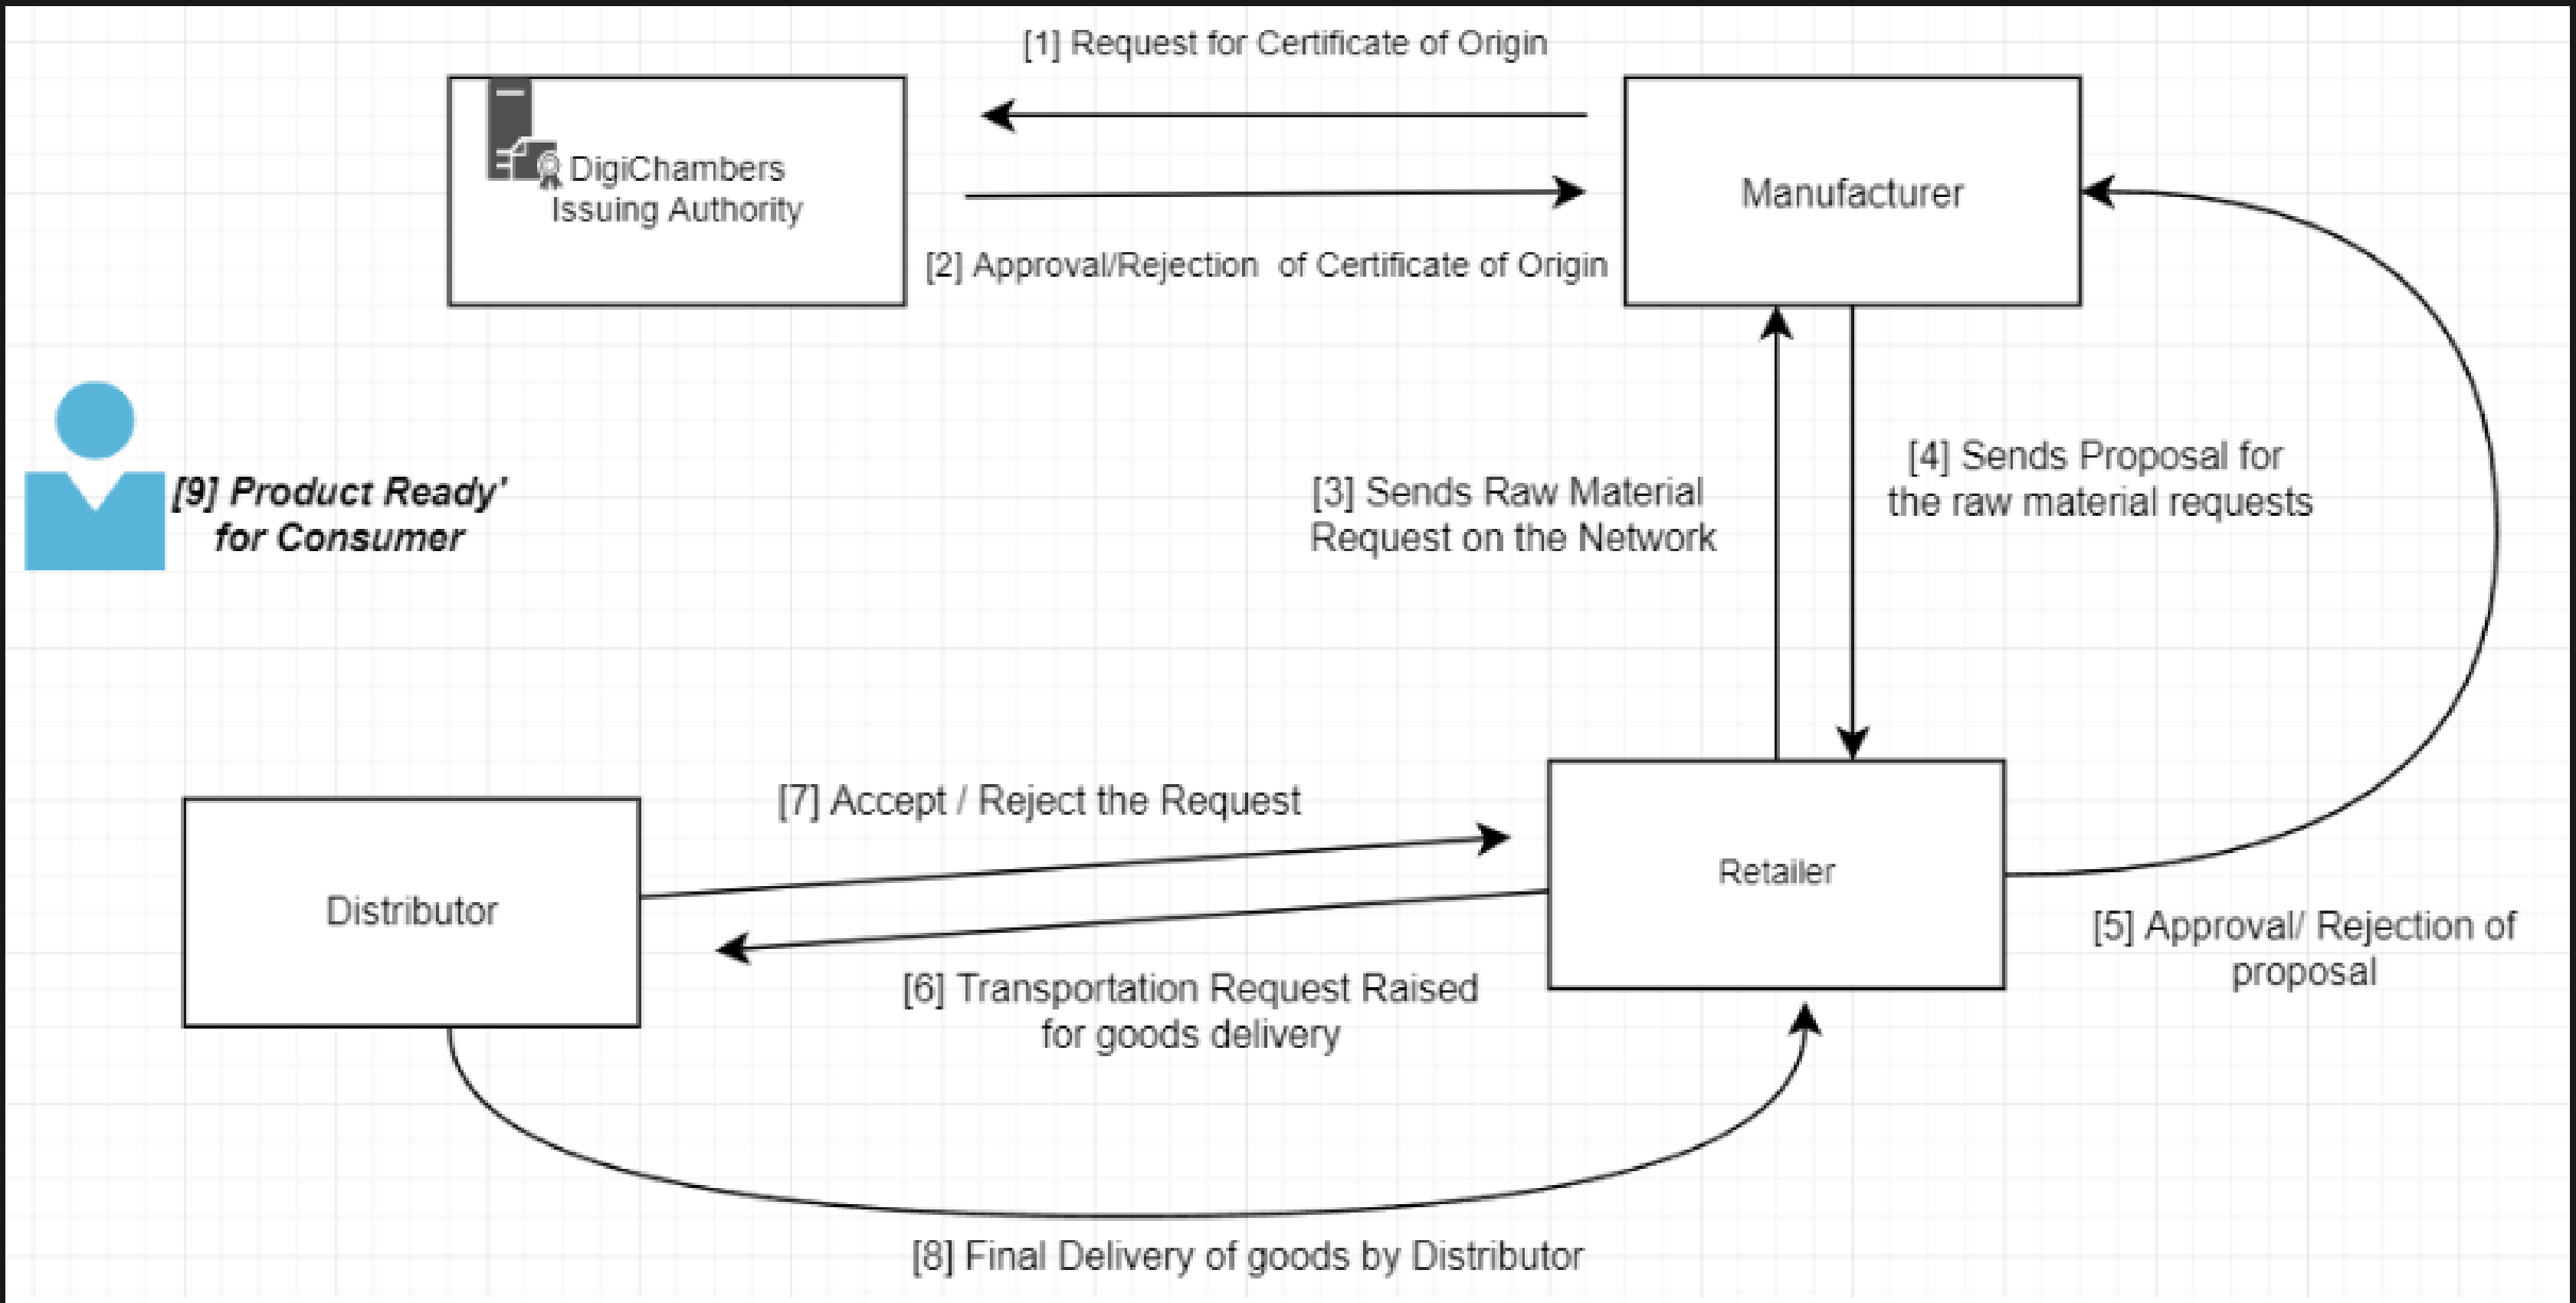 [1] Request for Certificate of Origin
DigiChambers
Issuing Authority
Manufacturer
[2] Approval/Rejection of Certificate of Origin
[9] Product Ready'
for Consumer
[3] Sends Raw Material
Request on the Network
[4] Sends Proposal for
the raw material requests
[7] Accept / Reject the Request
Distributor
Retailer
[6] Transportation Request Raised
for goods delivery
[5] Approval/ Rejection of
proposal
[8] Final Delivery of goods by Distributor